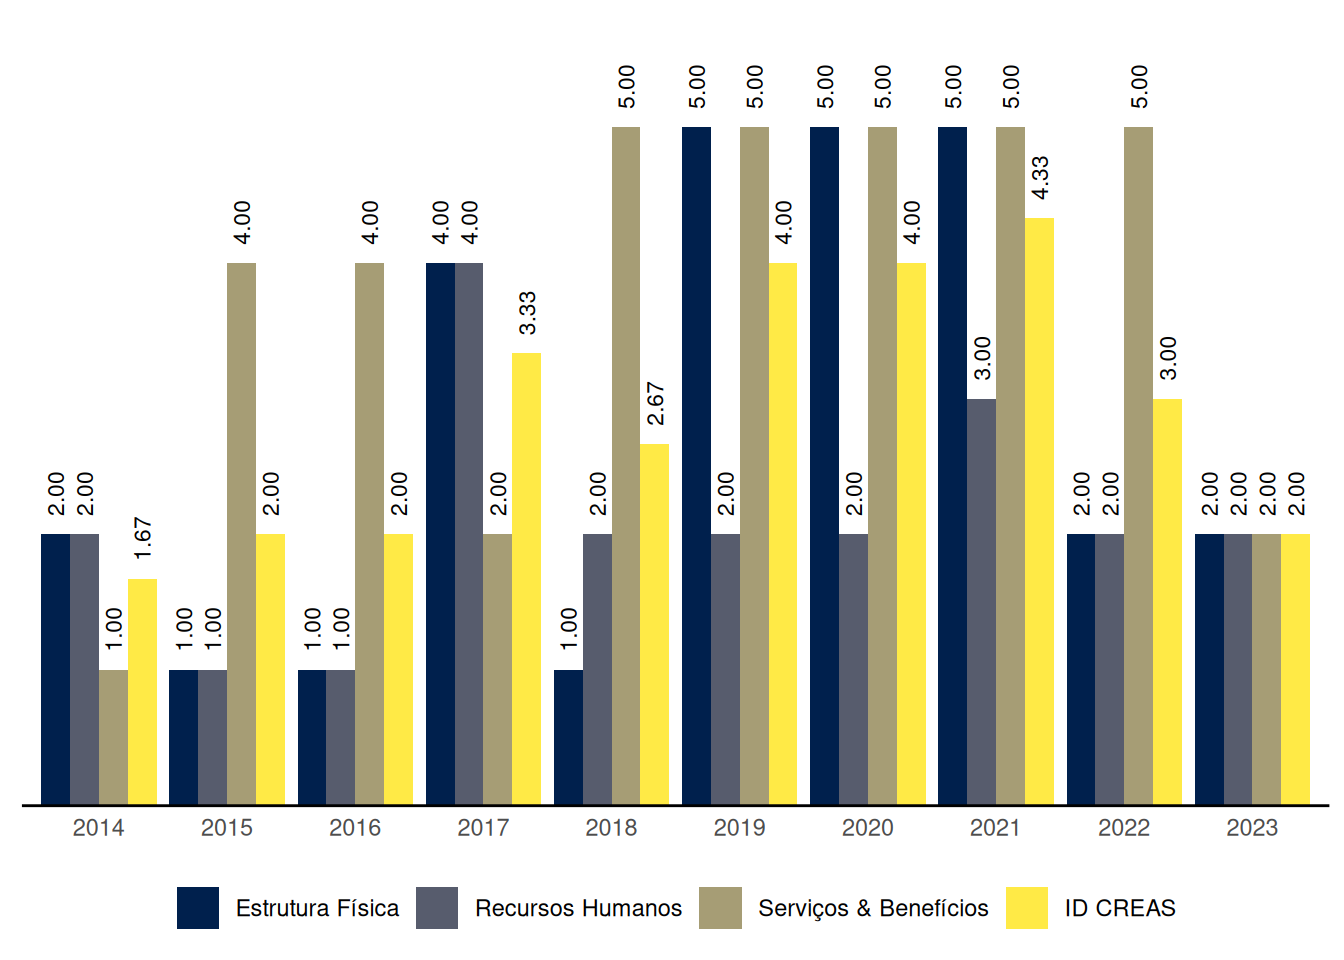 5.00 5.00 5.00 5.00 5.00 5.00 5.00 5.00
4.33
4.00 4.00 4.00 4.00 4.00 4.00
3.33
3.00 3.00
2.67
2.00 2.00 2.00 2.00 2.00 2.00 2.00 2.00 2.00 2.00 2.00 2.00 2.00 2.00
1.67
1.00 1.00 1.00 1.00 1.00 1.00
2014 2015 2016 2017 2018 2019 2020 2021 2022 2023
Estrutura Física Recursos Humanos Serviços & Benefícios ID CREAS